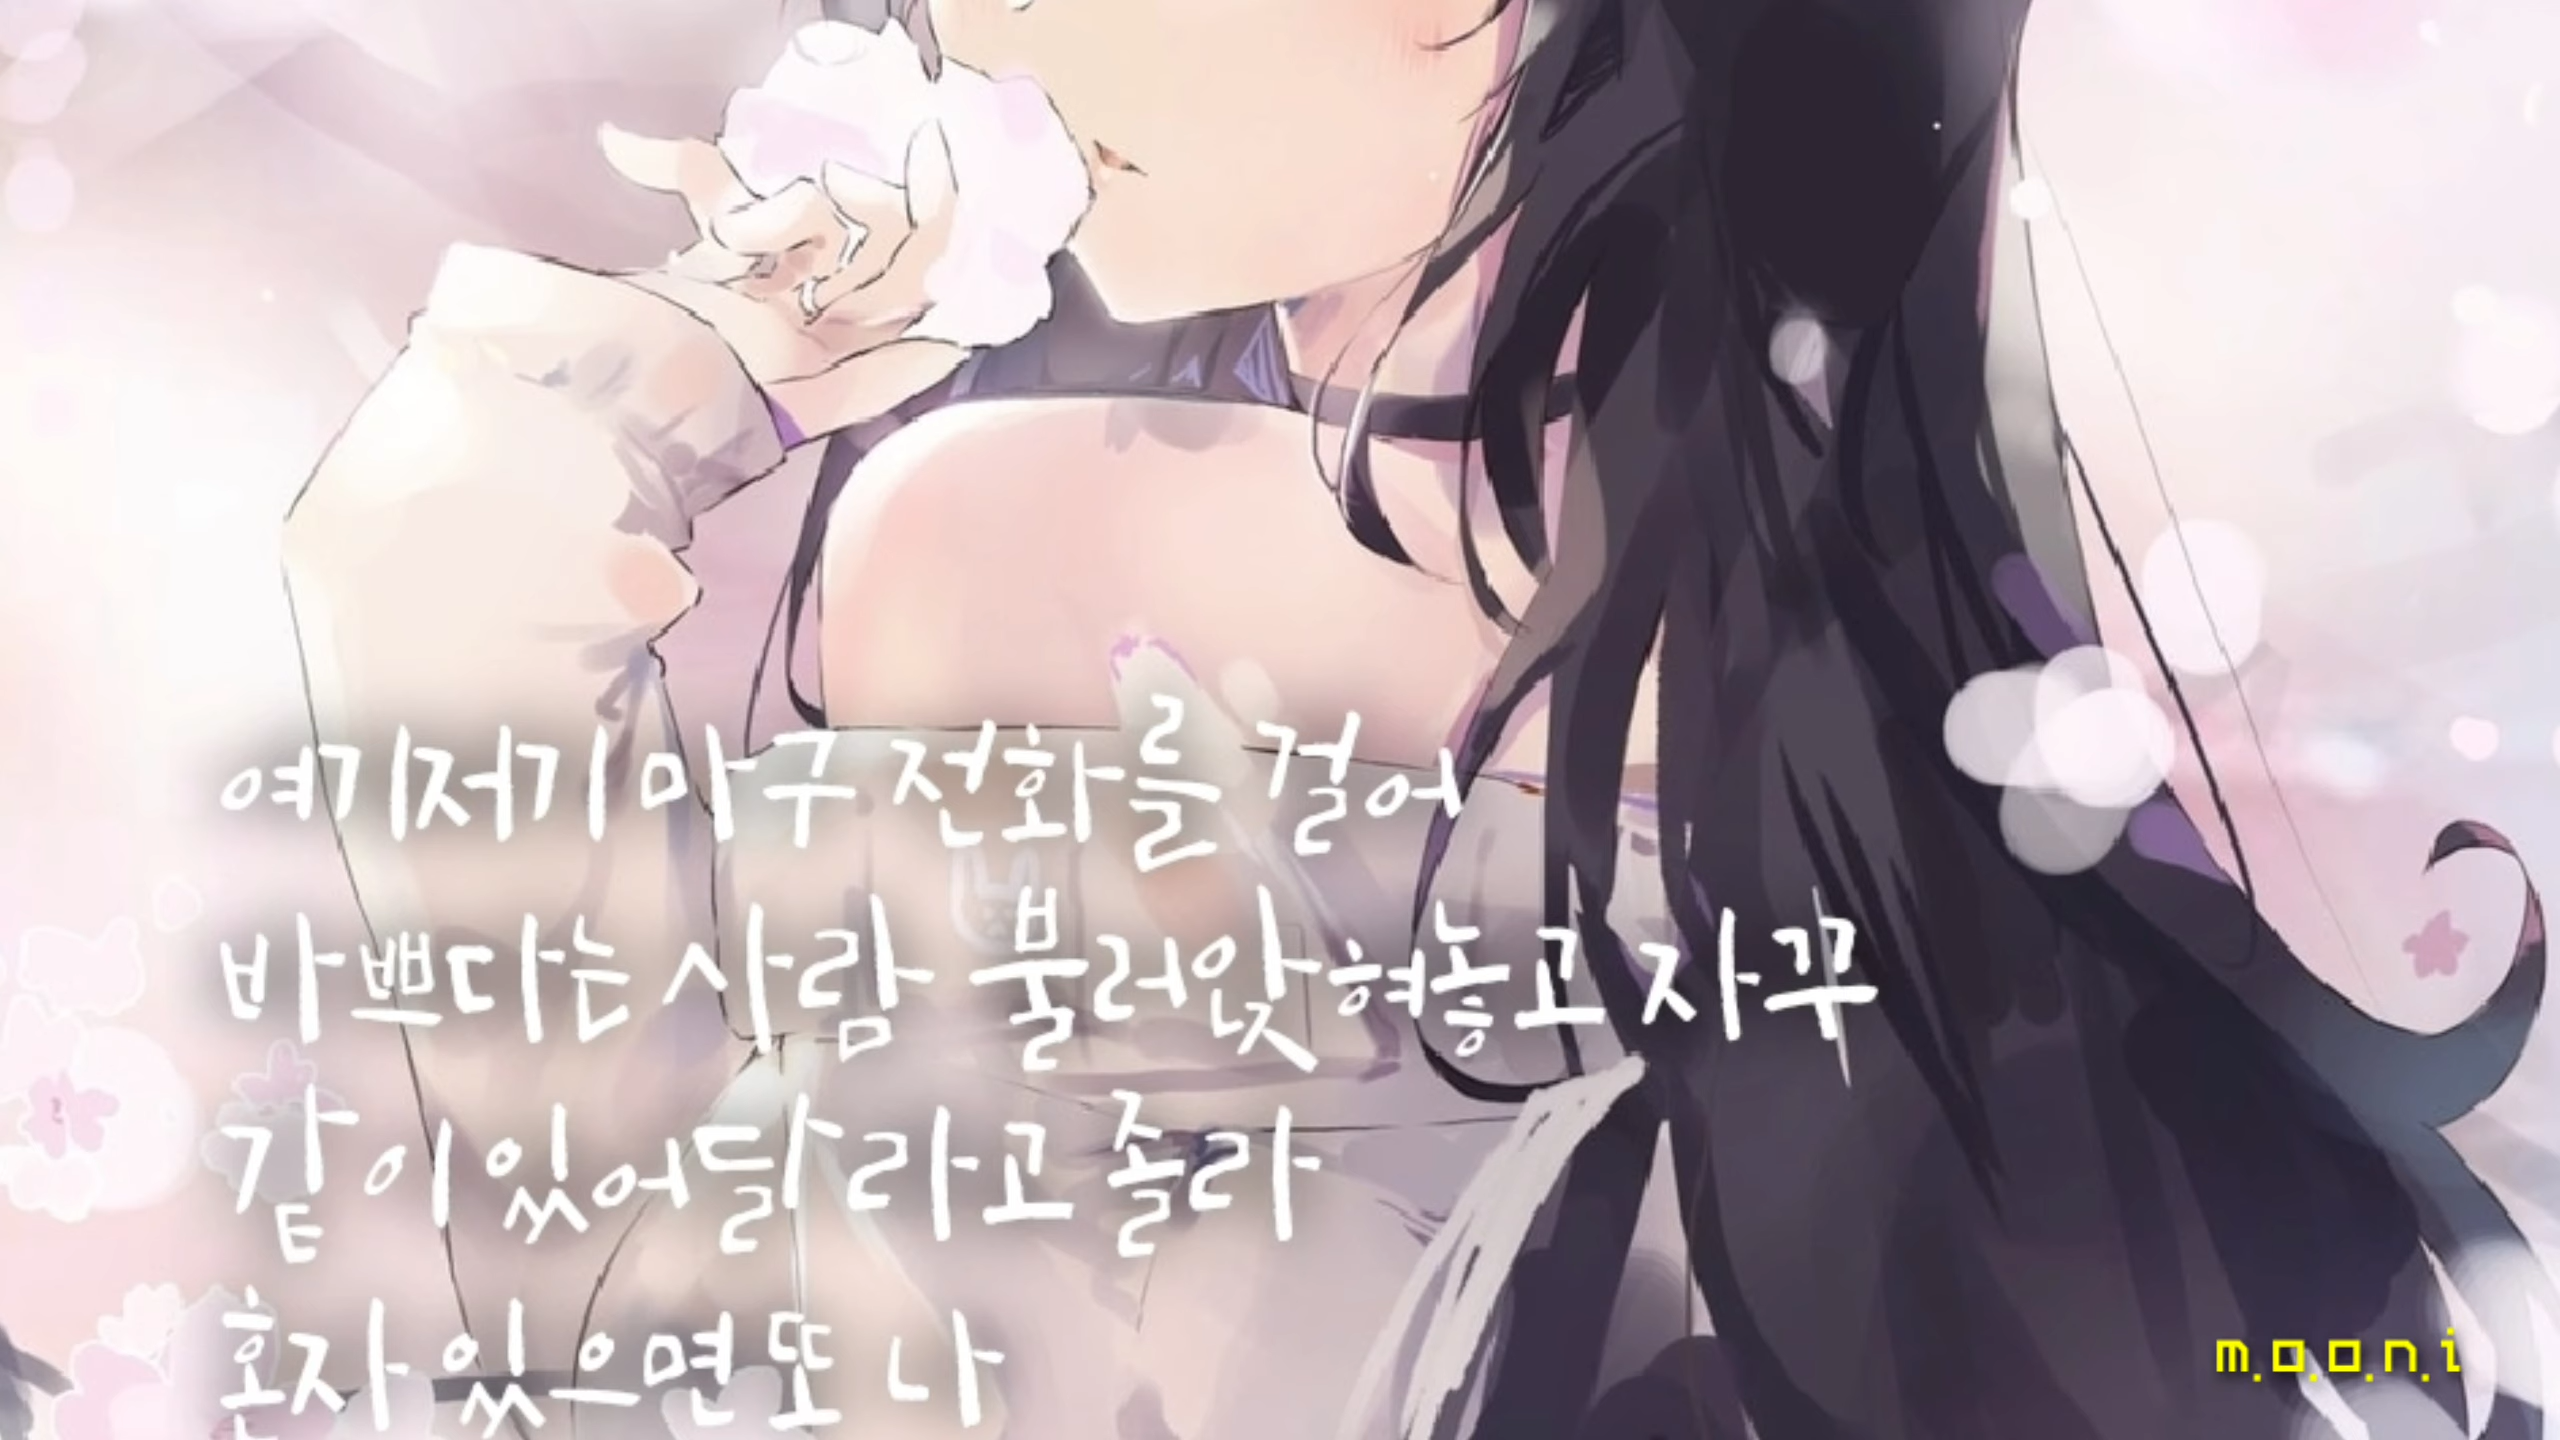 여기저기 마구 전화를 걸어
바쁘다는 사람 불러앉혀놓고 자꾸
같이 있어달라고 졸라
혼자 있으면 또 나
m.o.o.n.i